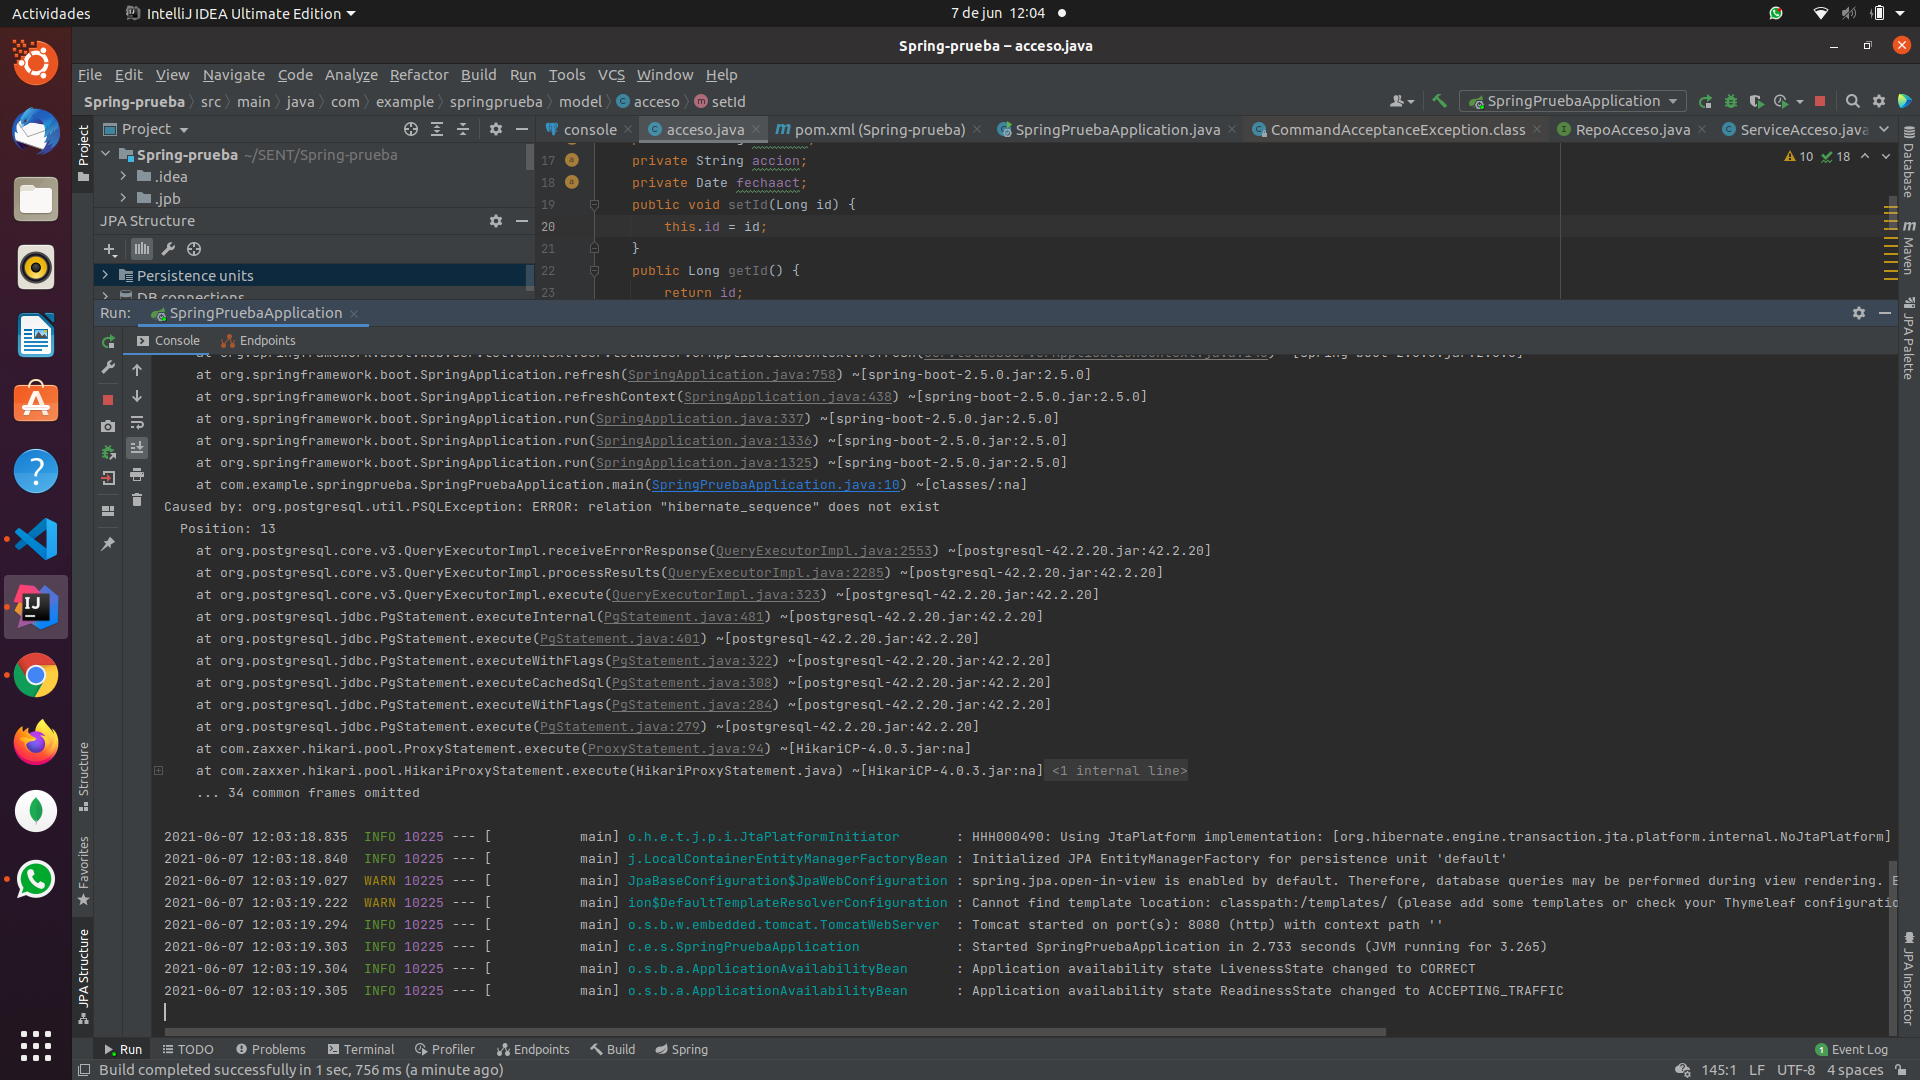 Actividades
IntelliJ IDEA Ultimate Edition
7 de jun 12:04
Spring-prueba – acceso.java
File Edit View Navigate Code Analyze Refactor Build Run Tools VCS Window Help
Spring-prueba src main java com example springprueba model acceso setId
SpringPruebaApplication
Project
console acceso.java pom.xml (Spring-prueba) SpringPruebaApplication.java CommandAcceptanceException.class RepoAcceso.java ServiceAcceso.java
Spring-prueba ~/SENT/Spring-prueba
.idea
.jpb
JPA Structure
Persistence units
DB connections
17 private String accion;
18 private Date fechaact;
19 public void setId(Long id) {
20 this.id = id;
21 }
22 public Long getId() {
23 return id;
10 18
Run: SpringPruebaApplication
Console Endpoints
at org.springframework.boot.SpringApplication.refresh(SpringApplication.java:758) ~[spring-boot-2.5.0.jar:2.5.0]
at org.springframework.boot.SpringApplication.refreshContext(SpringApplication.java:438) ~[spring-boot-2.5.0.jar:2.5.0]
at org.springframework.boot.SpringApplication.run(SpringApplication.java:337) ~[spring-boot-2.5.0.jar:2.5.0]
at org.springframework.boot.SpringApplication.run(SpringApplication.java:1336) ~[spring-boot-2.5.0.jar:2.5.0]
at org.springframework.boot.SpringApplication.run(SpringApplication.java:1325) ~[spring-boot-2.5.0.jar:2.5.0]
at com.example.springprueba.SpringPruebaApplication.main(SpringPruebaApplication.java:10) ~[classes/:na]
Caused by: org.postgresql.util.PSQLException: ERROR: relation "hibernate_sequence" does not exist
Position: 13
at org.postgresql.core.v3.QueryExecutorImpl.receiveErrorResponse(QueryExecutorImpl.java:2553) ~[postgresql-42.2.20.jar:42.2.20]
at org.postgresql.core.v3.QueryExecutorImpl.processResults(QueryExecutorImpl.java:2285) ~[postgresql-42.2.20.jar:42.2.20]
at org.postgresql.core.v3.QueryExecutorImpl.execute(QueryExecutorImpl.java:323) ~[postgresql-42.2.20.jar:42.2.20]
at org.postgresql.jdbc.PgStatement.executeInternal(PgStatement.java:481) ~[postgresql-42.2.20.jar:42.2.20]
at org.postgresql.jdbc.PgStatement.execute(PgStatement.java:401) ~[postgresql-42.2.20.jar:42.2.20]
at org.postgresql.jdbc.PgStatement.executeWithFlags(PgStatement.java:322) ~[postgresql-42.2.20.jar:42.2.20]
at org.postgresql.jdbc.PgStatement.executeCachedSql(PgStatement.java:308) ~[postgresql-42.2.20.jar:42.2.20]
at org.postgresql.jdbc.PgStatement.executeWithFlags(PgStatement.java:284) ~[postgresql-42.2.20.jar:42.2.20]
at org.postgresql.jdbc.PgStatement.execute(PgStatement.java:279) ~[postgresql-42.2.20.jar:42.2.20]
at com.zaxxer.hikari.pool.ProxyStatement.execute(ProxyStatement.java:94) ~[HikariCP-4.0.3.jar:na]
at com.zaxxer.hikari.pool.HikariProxyStatement.execute(HikariProxyStatement.java) ~[HikariCP-4.0.3.jar:na] <1 internal line>
... 34 common frames omitted
2021-06-07 12:03:18.835 INFO 10225 --- [ main] o.h.e.t.j.p.i.JtaPlatformInitiator : HHH000490: Using JtaPlatform implementation: [org.hibernate.engine.transaction.jta.platform.internal.NoJtaPlatform]
2021-06-07 12:03:18.840 INFO 10225 --- [ main] j.LocalContainerEntityManagerFactoryBean : Initialized JPA EntityManagerFactory for persistence unit 'default'
2021-06-07 12:03:19.027 WARN 10225 --- [ main] JpaBaseConfiguration$JpaWebConfiguration : spring.jpa.open-in-view is enabled by default. Therefore, database queries may be performed during view rendering. E
2021-06-07 12:03:19.222 WARN 10225 --- [ main] ion$DefaultTemplateResolverConfiguration : Cannot find template location: classpath:/templates/ (please add some templates or check your Thymeleaf configuratio
2021-06-07 12:03:19.294 INFO 10225 --- [ main] o.s.b.w.embedded.tomcat.TomcatWebServer : Tomcat started on port(s): 8080 (http) with context path ''
2021-06-07 12:03:19.303 INFO 10225 --- [ main] c.e.s.SpringPruebaApplication : Started SpringPruebaApplication in 2.733 seconds (JVM running for 3.265)
2021-06-07 12:03:19.304 INFO 10225 --- [ main] o.s.b.a.ApplicationAvailabilityBean : Application availability state LivenessState changed to CORRECT
2021-06-07 12:03:19.305 INFO 10225 --- [ main] o.s.b.a.ApplicationAvailabilityBean : Application availability state ReadinessState changed to ACCEPTING_TRAFFIC
Project
Structure
Favorites
JPA Structure
Database
Maven
JPA Palette
JPA Inspector
Run TODO Problems Terminal Profiler Endpoints Build Spring
1 Event Log
Build completed successfully in 1 sec, 756 ms (a minute ago)
145:1 LF UTF-8 4 spaces